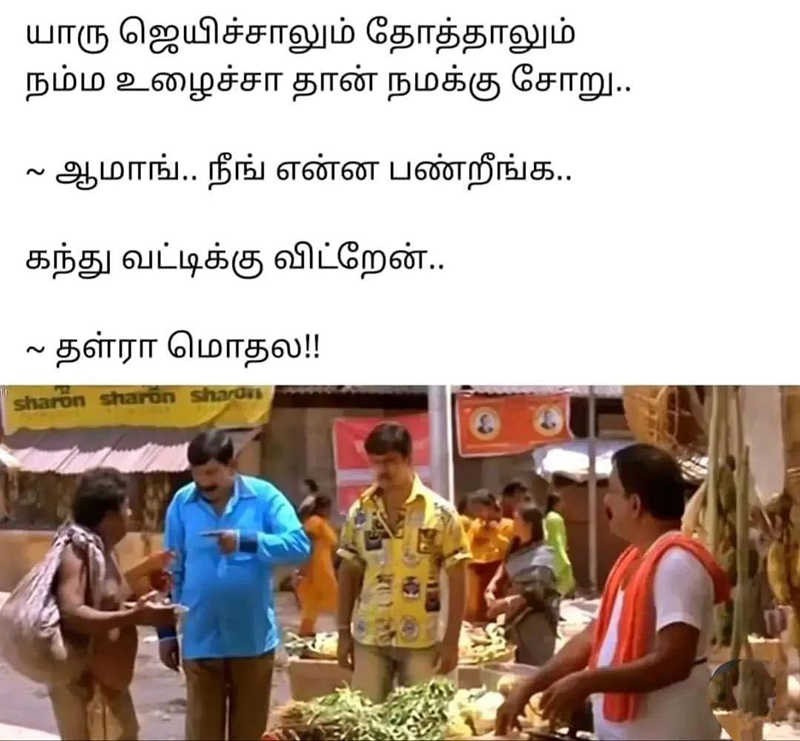 யாரு ஜெயிச்சாலும் தோத்தாலும்
நம்ம உழைச்சா தான் நமக்கு சோறு..
~ ஆமாங்.. நீங் என்ன பண்றீங்க..
கந்து வட்டிக்கு விட்றேன்..
~ தள்ரா மொதல!!
sharon sharon sharon